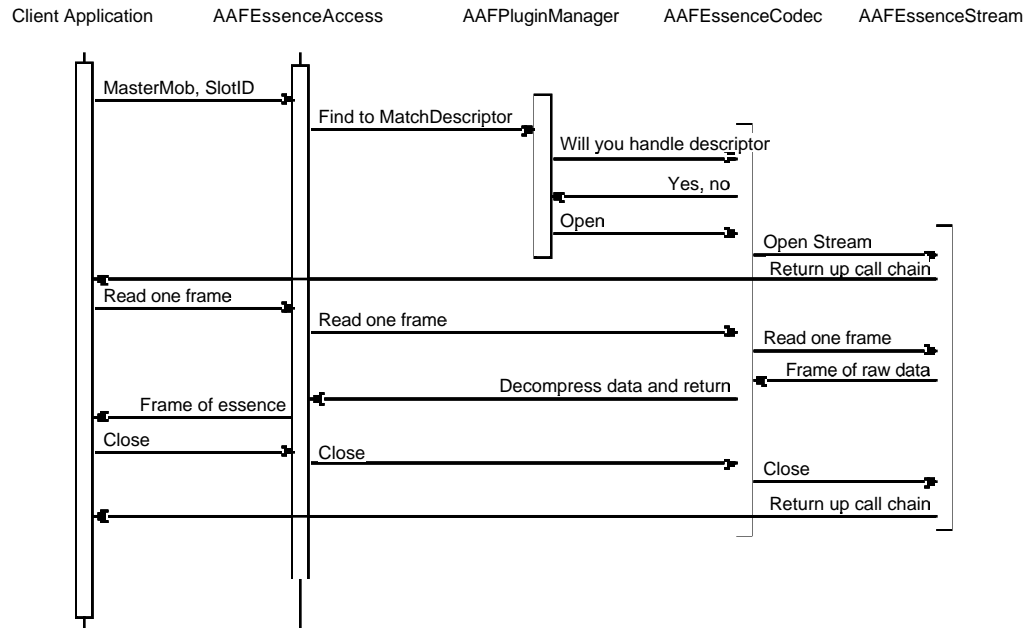 Client Application
AAFEssenceAccess
AAFPluginManager
AAFEssenceCodec
AAFEssenceStream
MasterMob, SlotID
Find to MatchDescriptor
Will you handle descriptor
Yes, no
Open
Open Stream
Return up call chain
Read one frame
Read one frame
Read one frame
Frame of raw data
Decompress data and return
Frame of essence
Close
Close
Close
Return up call chain